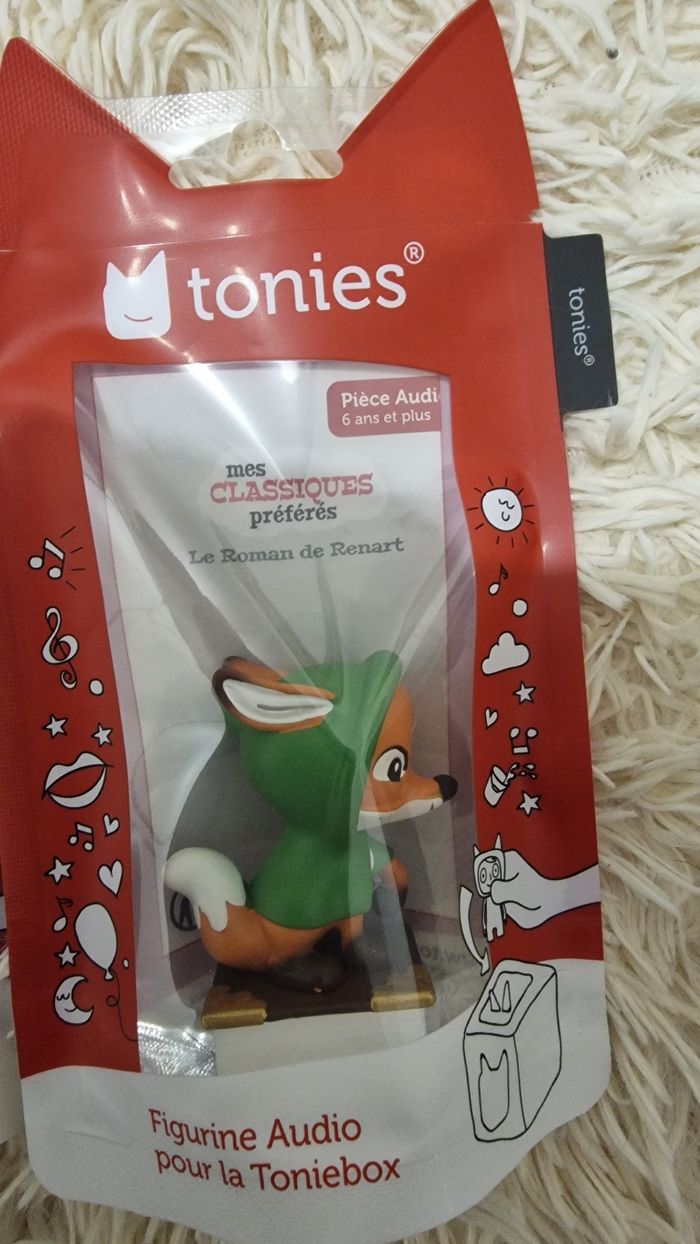 tonies®
tonies®
Pièce Audi
6 ans et plus
mes
CLASSIQUES
préférés
Le Roman de Renart
Figurine Audio
pour la Toniebox